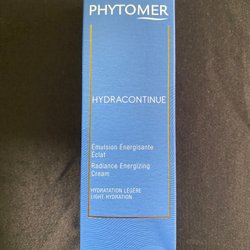 PHYTOMER
HYDRACONTINUE
Émulsion Énergisante
Éclat
Radiance Energizing
Cream
HYDRATATION LÉGÈRE
LIGHT HYDRATION